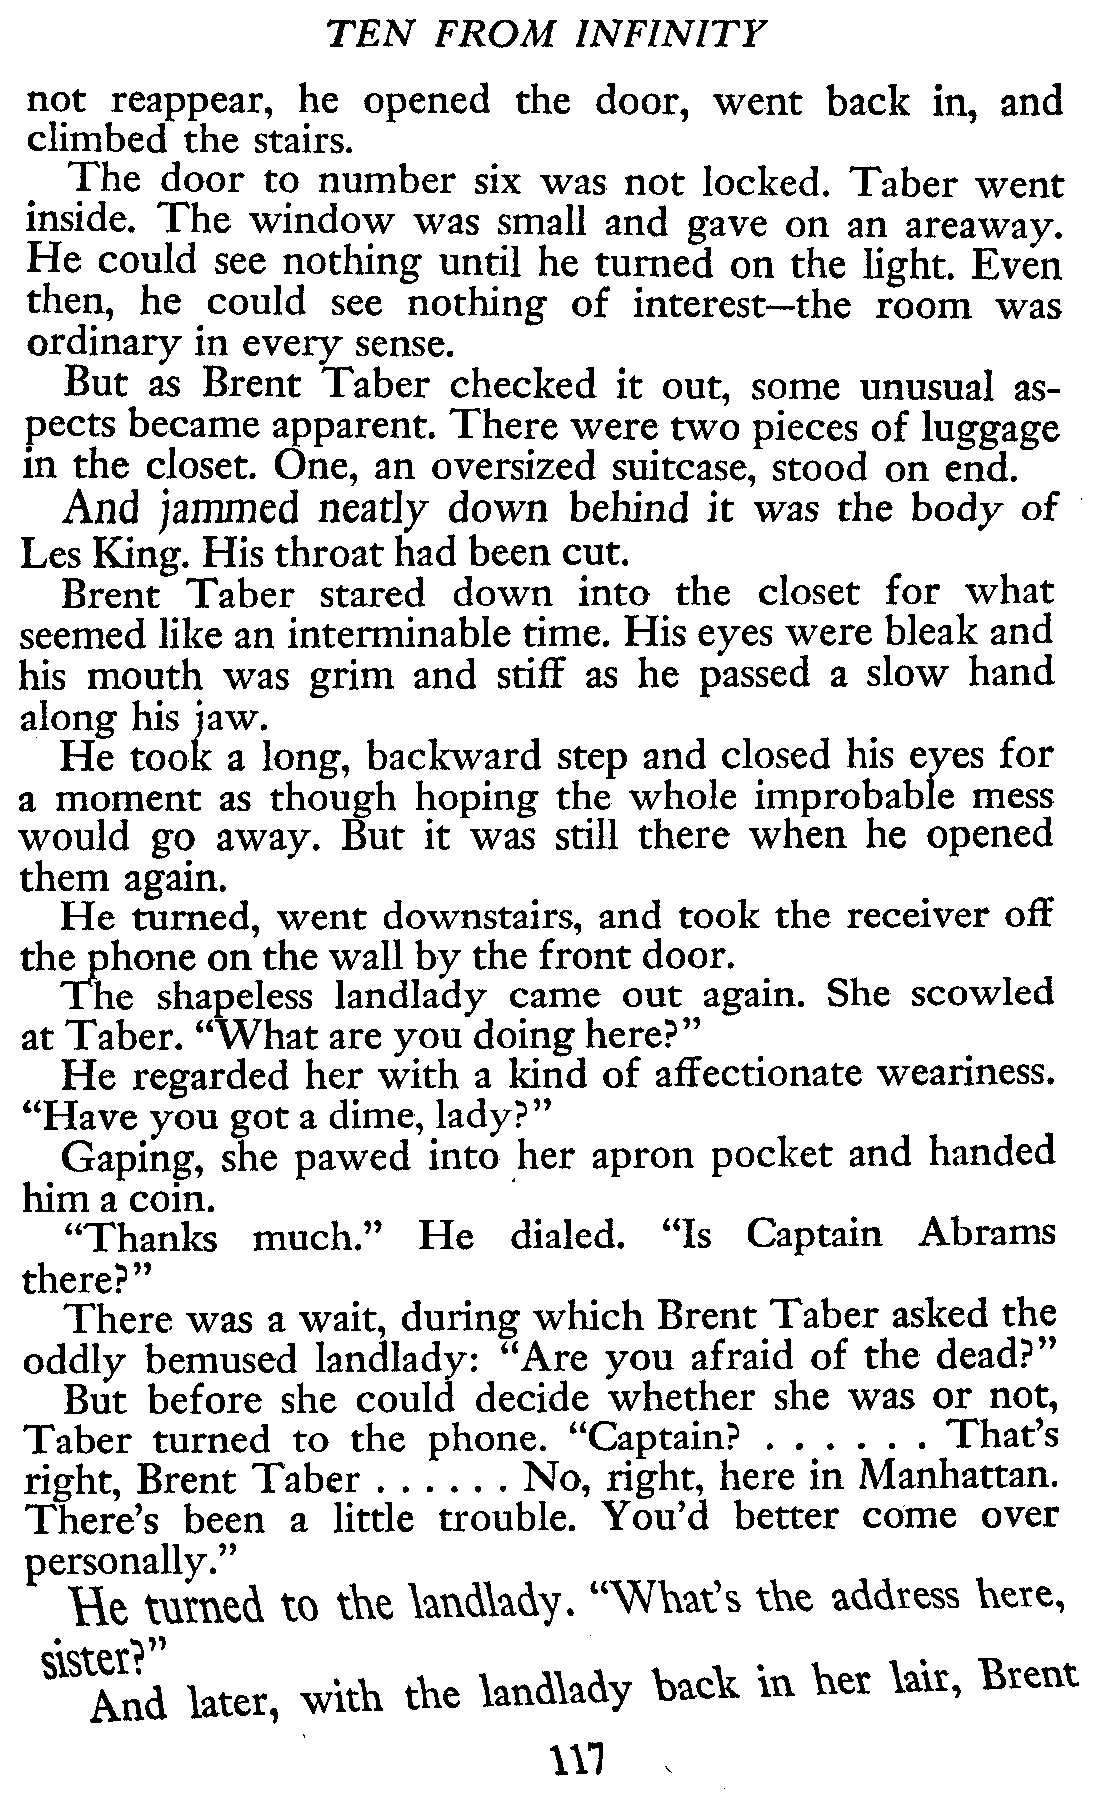 TEN FROM INFINITY
not reappear, he opened the door, went back in, and
climbed the stairs.
The door to number six was not locked. Taber went
inside. The window was small and gave on an areaway.
He could see nothing until he turned on the light. Even
then, he could see nothing of interest—the room was
ordinary in every sense.
But as Brent Taber checked it out, some unusual as-
pects became apparent. There were two pieces of luggage
in the closet. One, an oversized suitcase, stood on end.
And jammed neatly down behind it was the body of
Les King. His throat had been cut.
Brent Taber stared down into the closet for what
seemed like an interminable time. His eyes were bleak and
his mouth was grim and stiff as he passed a slow hand
along his jaw.
He took a long, backward step and closed his eyes for
a moment as though hoping the whole improbable mess
would go away. But it was still there when he opened
them again.
He turned, went downstairs, and took the receiver off
the phone on the wall by the front door.
The shapeless landlady came out again. She scowled
at Taber. “What are you doing here?”
He regarded her with a kind of affectionate weariness.
“Have you got a dime, lady?”
Gaping, she pawed into her apron pocket and handed
him a coin.
“Thanks much.” He dialed. “Is Captain Abrams
there?”
There was a wait, during which Brent Taber asked the
oddly bemused landlady: “Are you afraid of the dead?”
But before she could decide whether she was or not,
Taber turned to the phone. “Captain? . . . . . . That’s
right, Brent Taber . . . . . . No, right, here in Manhattan.
There’s been a little trouble. You’d better come over
personally.”
He turned to the landlady. “What’s the address here,
sister?”
And later, with the landlady back in her lair, Brent
117